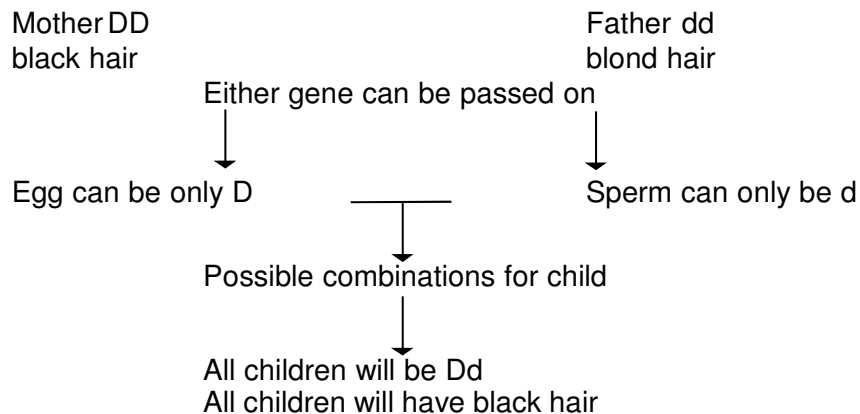 Mother DD
black hair
Father dd
blond hair
Either gene can be passed on
Egg can be only D
Sperm can only be d
Possible combinations for child
All children will be Dd
All children will have black hair